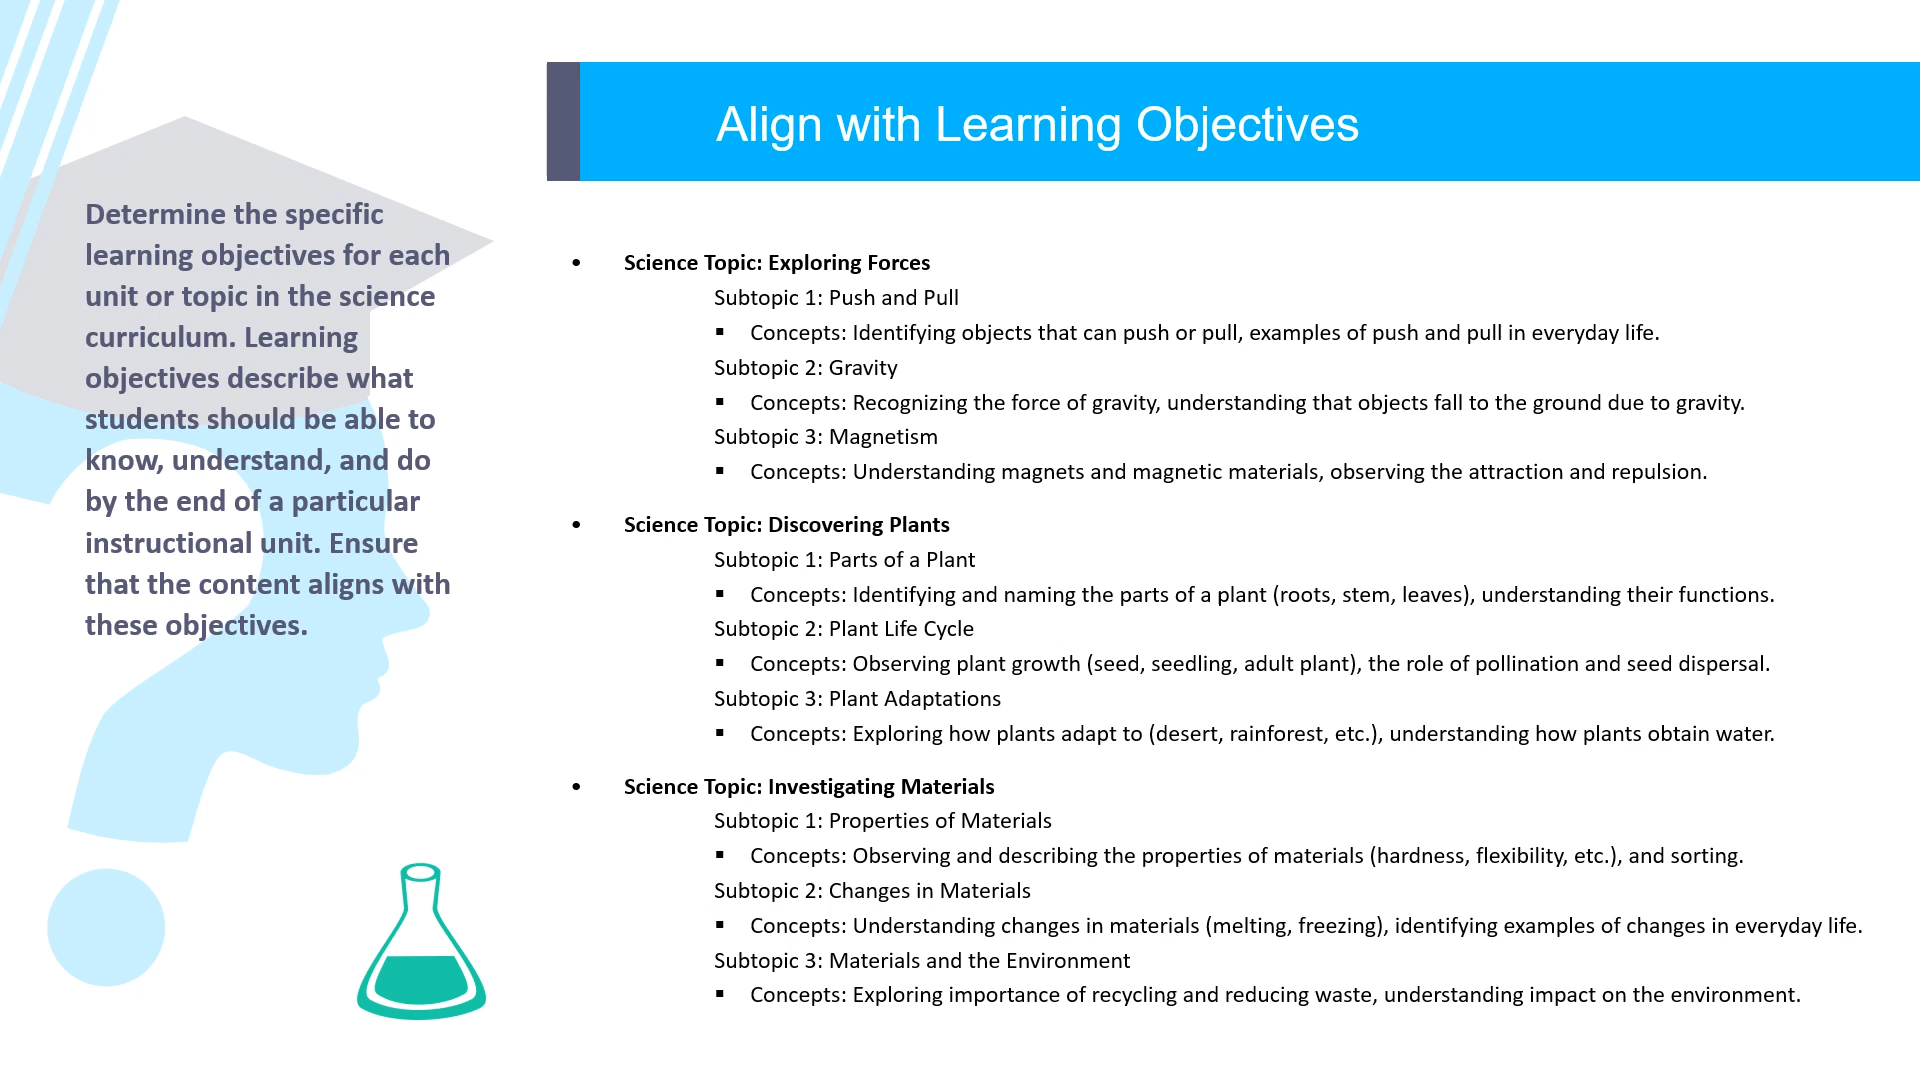 Align with Learning Objectives
Determine the specific
learning objectives for each
unit or topic in the science
curriculum. Learning
objectives describe what
students should be able to
know, understand, and do
by the end of a particular
instructional unit. Ensure
that the content aligns with
these objectives.
• Science Topic: Exploring Forces
Subtopic 1: Push and Pull
▪ Concepts: Identifying objects that can push or pull, examples of push and pull in everyday life.
Subtopic 2: Gravity
▪ Concepts: Recognizing the force of gravity, understanding that objects fall to the ground due to gravity.
Subtopic 3: Magnetism
▪ Concepts: Understanding magnets and magnetic materials, observing the attraction and repulsion.
• Science Topic: Discovering Plants
Subtopic 1: Parts of a Plant
▪ Concepts: Identifying and naming the parts of a plant (roots, stem, leaves), understanding their functions.
Subtopic 2: Plant Life Cycle
▪ Concepts: Observing plant growth (seed, seedling, adult plant), the role of pollination and seed dispersal.
Subtopic 3: Plant Adaptations
▪ Concepts: Exploring how plants adapt to (desert, rainforest, etc.), understanding how plants obtain water.
• Science Topic: Investigating Materials
Subtopic 1: Properties of Materials
▪ Concepts: Observing and describing the properties of materials (hardness, flexibility, etc.), and sorting.
Subtopic 2: Changes in Materials
▪ Concepts: Understanding changes in materials (melting, freezing), identifying examples of changes in everyday life.
Subtopic 3: Materials and the Environment
▪ Concepts: Exploring importance of recycling and reducing waste, understanding impact on the environment.